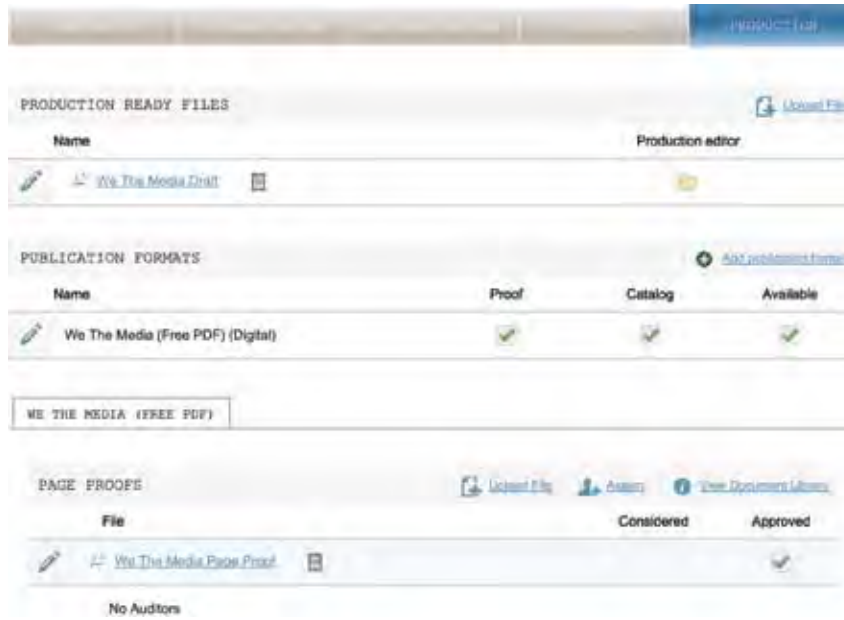 PRODUCTION
PRODUCTION READY FILES Upload File
Name Production editor
We The Media Draft
PUBLICATION FORMATS Add publication format
Name Proof Catalog Available
We The Media (Free PDF) (Digital)
WE THE MEDIA (FREE PDF)
PAGE PROOFS Upload File Assign View Document Library
File Considered Approved
We The Media Page Proof
No Auditors